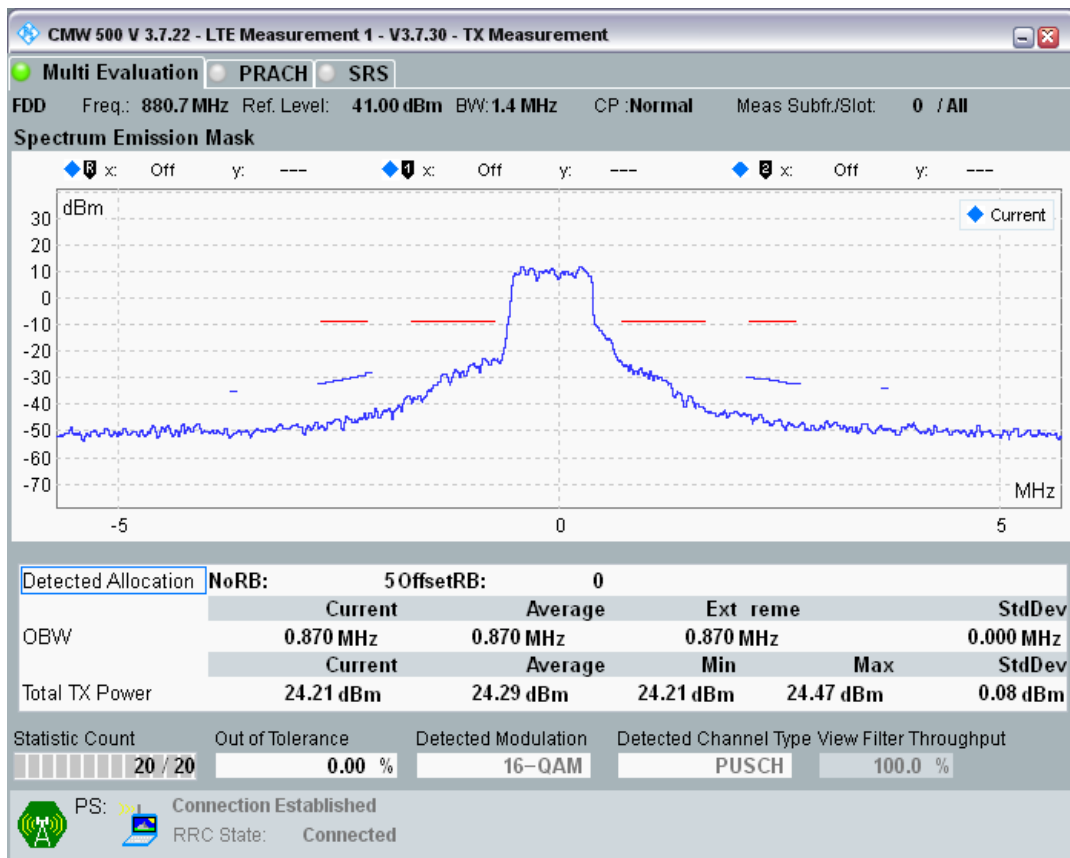 CMW 500 V 3.7.22 - LTE Measurement 1 - V3.7.30 - TX Measurement
Multi Evaluation PRACH SRS
FDD Freq.: 880.7 MHz Ref. Level: 41.00 dBm BW: 1.4 MHz CP :Normal Meas Subfr./Slot: 0 / All
Spectrum Emission Mask
R x: Off y: --- 1 x: Off y: --- 2 x: Off y: ---
dBm
Current
30
20
10
0
-10
-20
-30
-40
-50
-60
-70
MHz
-5 0 5
Detected Allocation NoRB: 5 OffsetRB: 0
Current Average Ext reme StdDev
OBW 0.870 MHz 0.870 MHz 0.870 MHz 0.000 MHz
Current Average Min Max StdDev
Total TX Power 24.21 dBm 24.29 dBm 24.21 dBm 24.47 dBm 0.08 dBm
Statistic Count Out of Tolerance Detected Modulation Detected Channel Type View Filter Throughput
20 / 20 0.00 % 16-QAM PUSCH 100.0 %
PS: Connection Established
RRC State: Connected